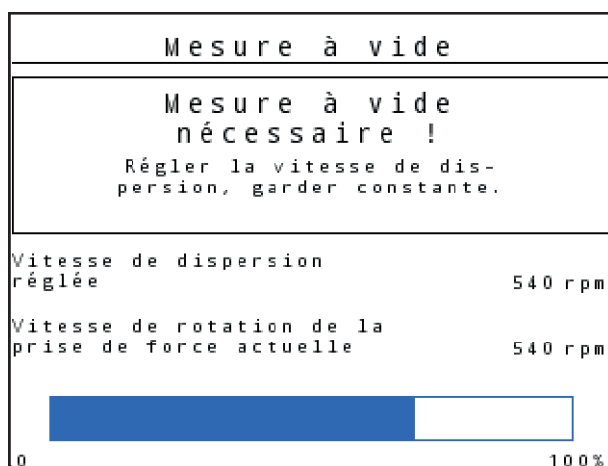 Mesure à vide
Mesure à vide
nécessaire !
Régler la vitesse de dis-
persion, garder constante.
Vitesse de dispersion
réglée 540 rpm
Vitesse de rotation de la
prise de force actuelle 540 rpm
0 100%